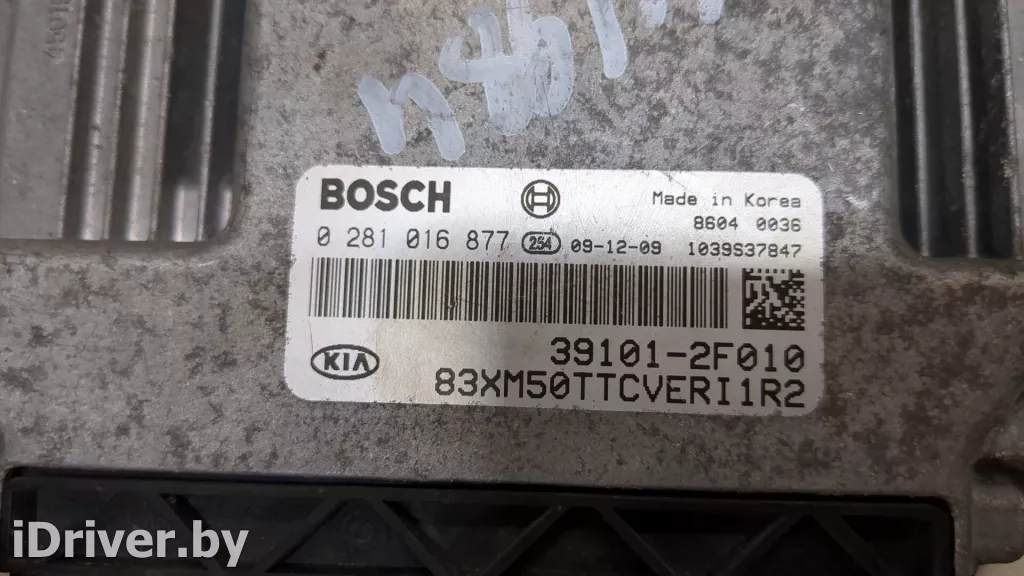 BOSCH
Made in Korea
8604 0036
0 281 016 877 254 09-12-09 1039S37847
KIA
39101-2F010
83XM50TTCVERI1R2
iDriver.by